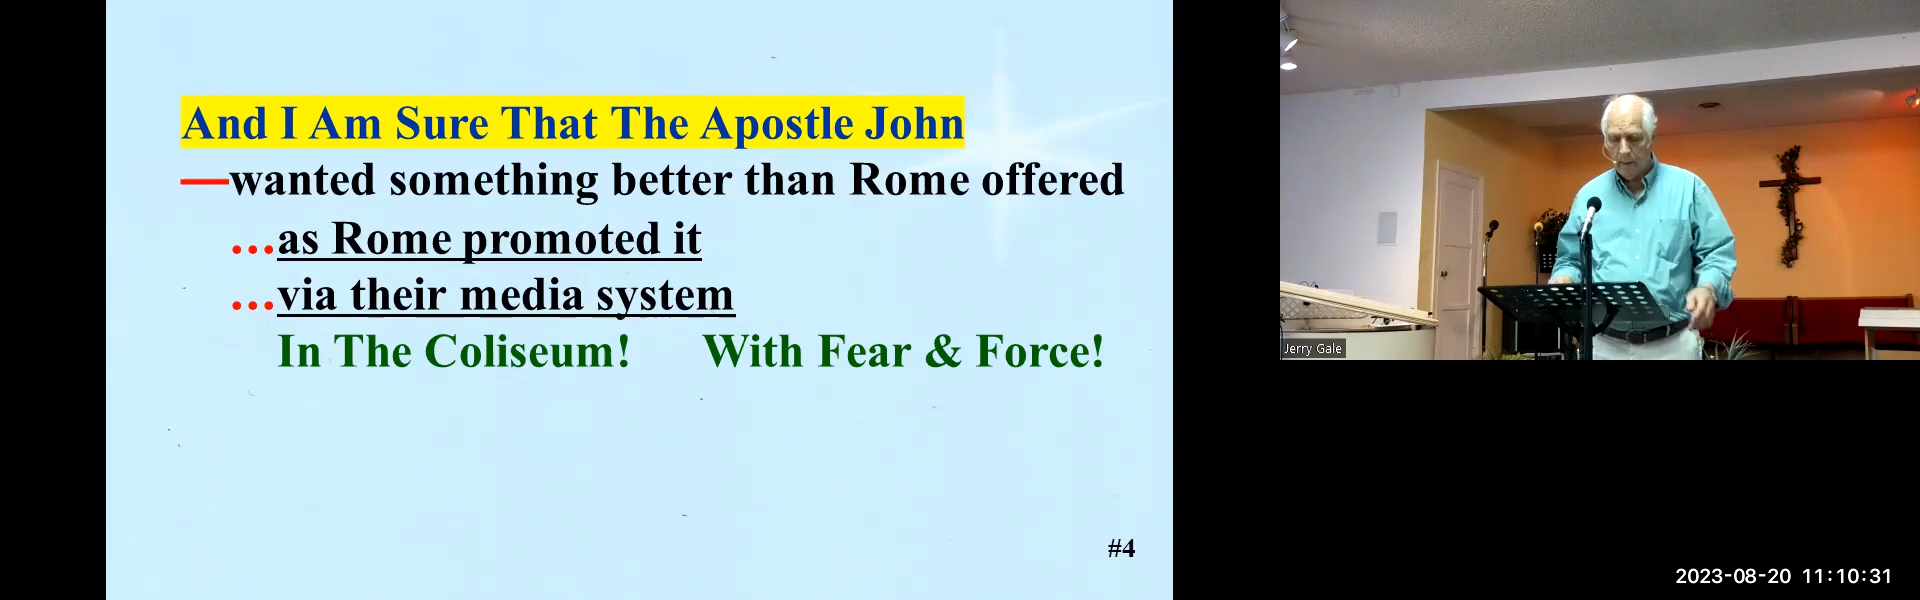 And I Am Sure That The Apostle John
—wanted something better than Rome offered
…as Rome promoted it
…via their media system
In The Coliseum! With Fear & Force!
#4
Jerry Gale
2023-08-20 11:10:31